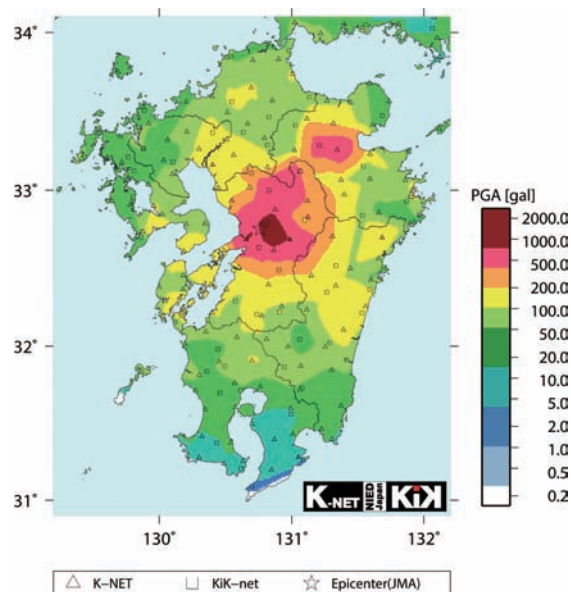 34°
33°
32°
31°
130°
131°
132°
PGA [gal]
2000.0
1000.0
500.0
200.0
100.0
50.0
20.0
10.0
5.0
2.0
1.0
0.5
0.2
K-NET
NIED
Japan
KiK
K-NET
KiK-net
Epicenter(JMA)